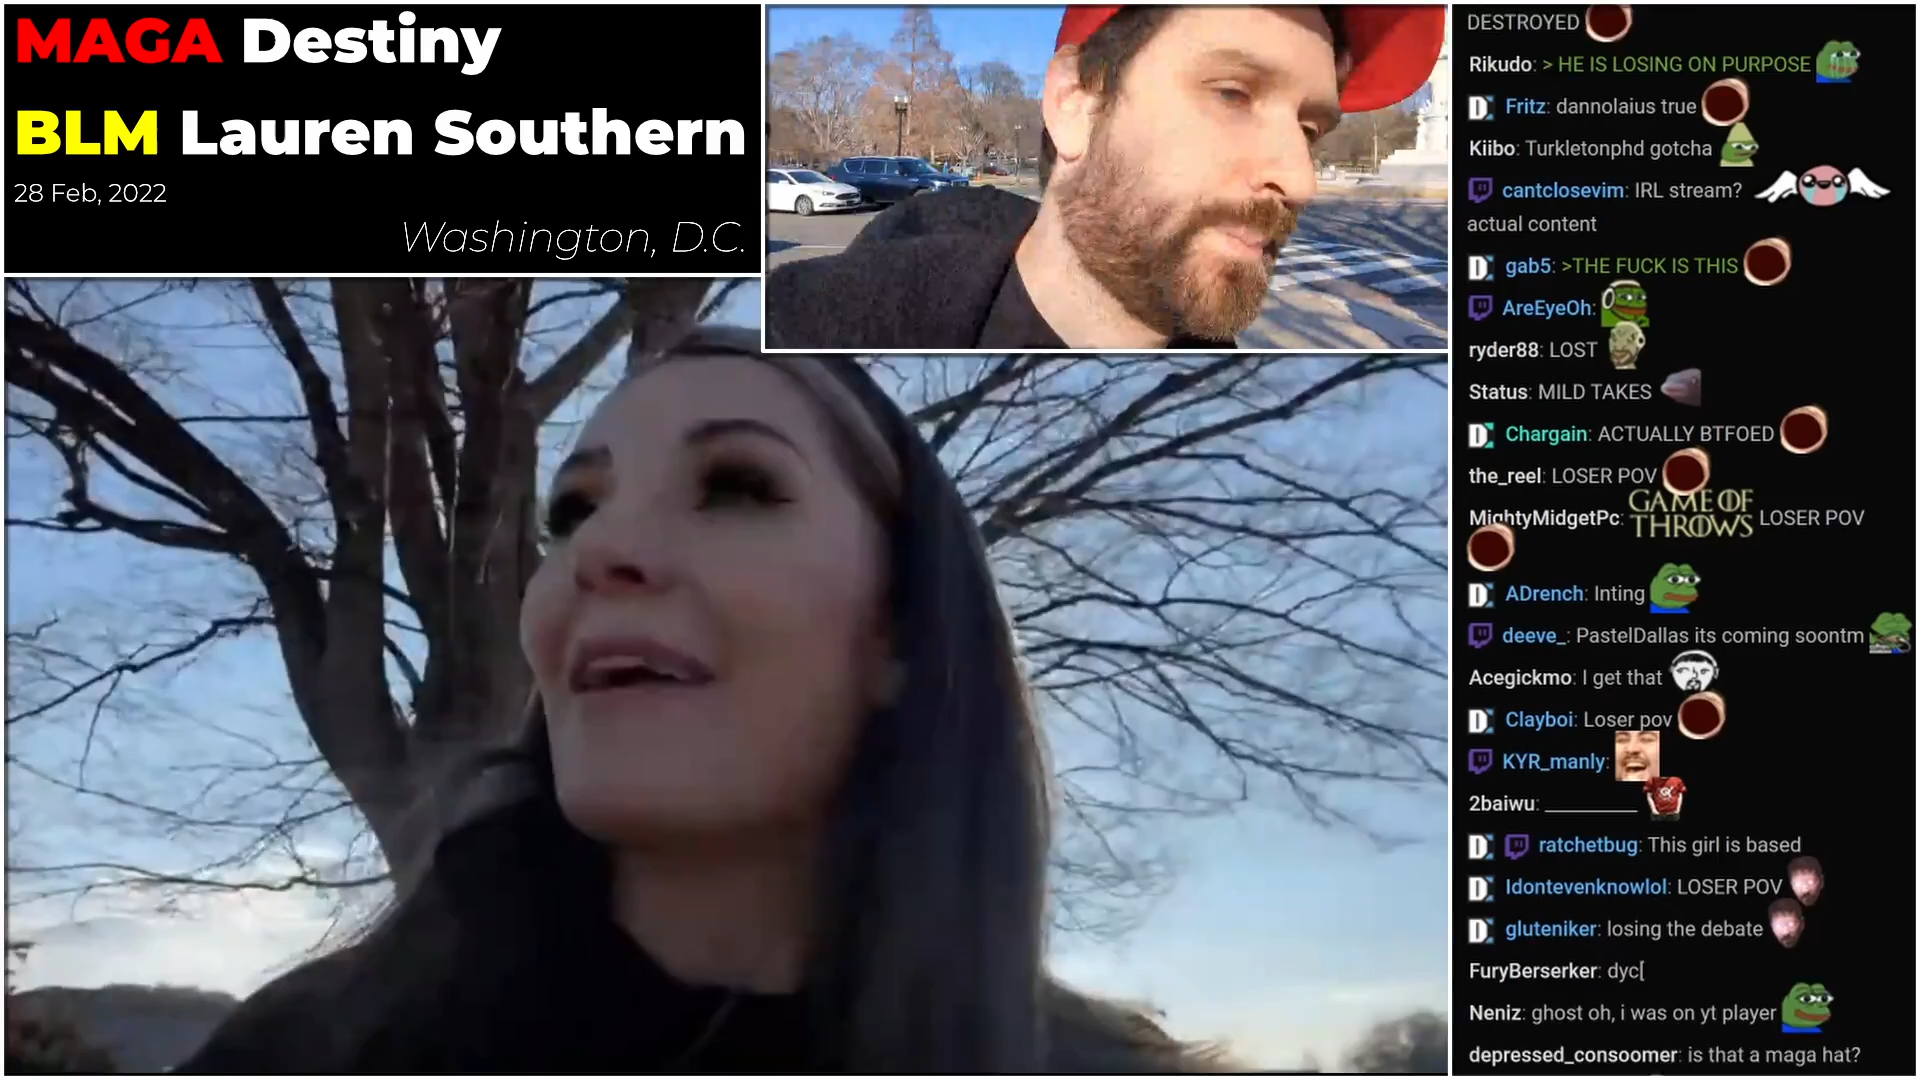 MAGA Destiny
BLM Lauren Southern
28 Feb, 2022
Washington, D.C.
DESTROYED
Rikudo: > HE IS LOSING ON PURPOSE
Fritz: dannolaius true
Kiibo: Turkletonphd gotcha
cantclosevim: IRL stream?
actual content
gab5: >THE FUCK IS THIS
AreEyeOh:
ryder88: LOST
Status: MILD TAKES
Chargain: ACTUALLY BTFOED
the_reel: LOSER POV
MightyMidgetPc: GAME OF THROWS LOSER POV
ADrench: Inting
deeve_: PastelDallas its coming soontm
Acegickmo: I get that
Clayboi: Loser pov
KYR_manly:
2baiwu: _________
ratchetbug: This girl is based
Idontevenknowlol: LOSER POV
gluteniker: losing the debate
FuryBerserker: dyc[
Neniz: ghost oh, i was on yt player
depressed_consoomer: is that a maga hat?